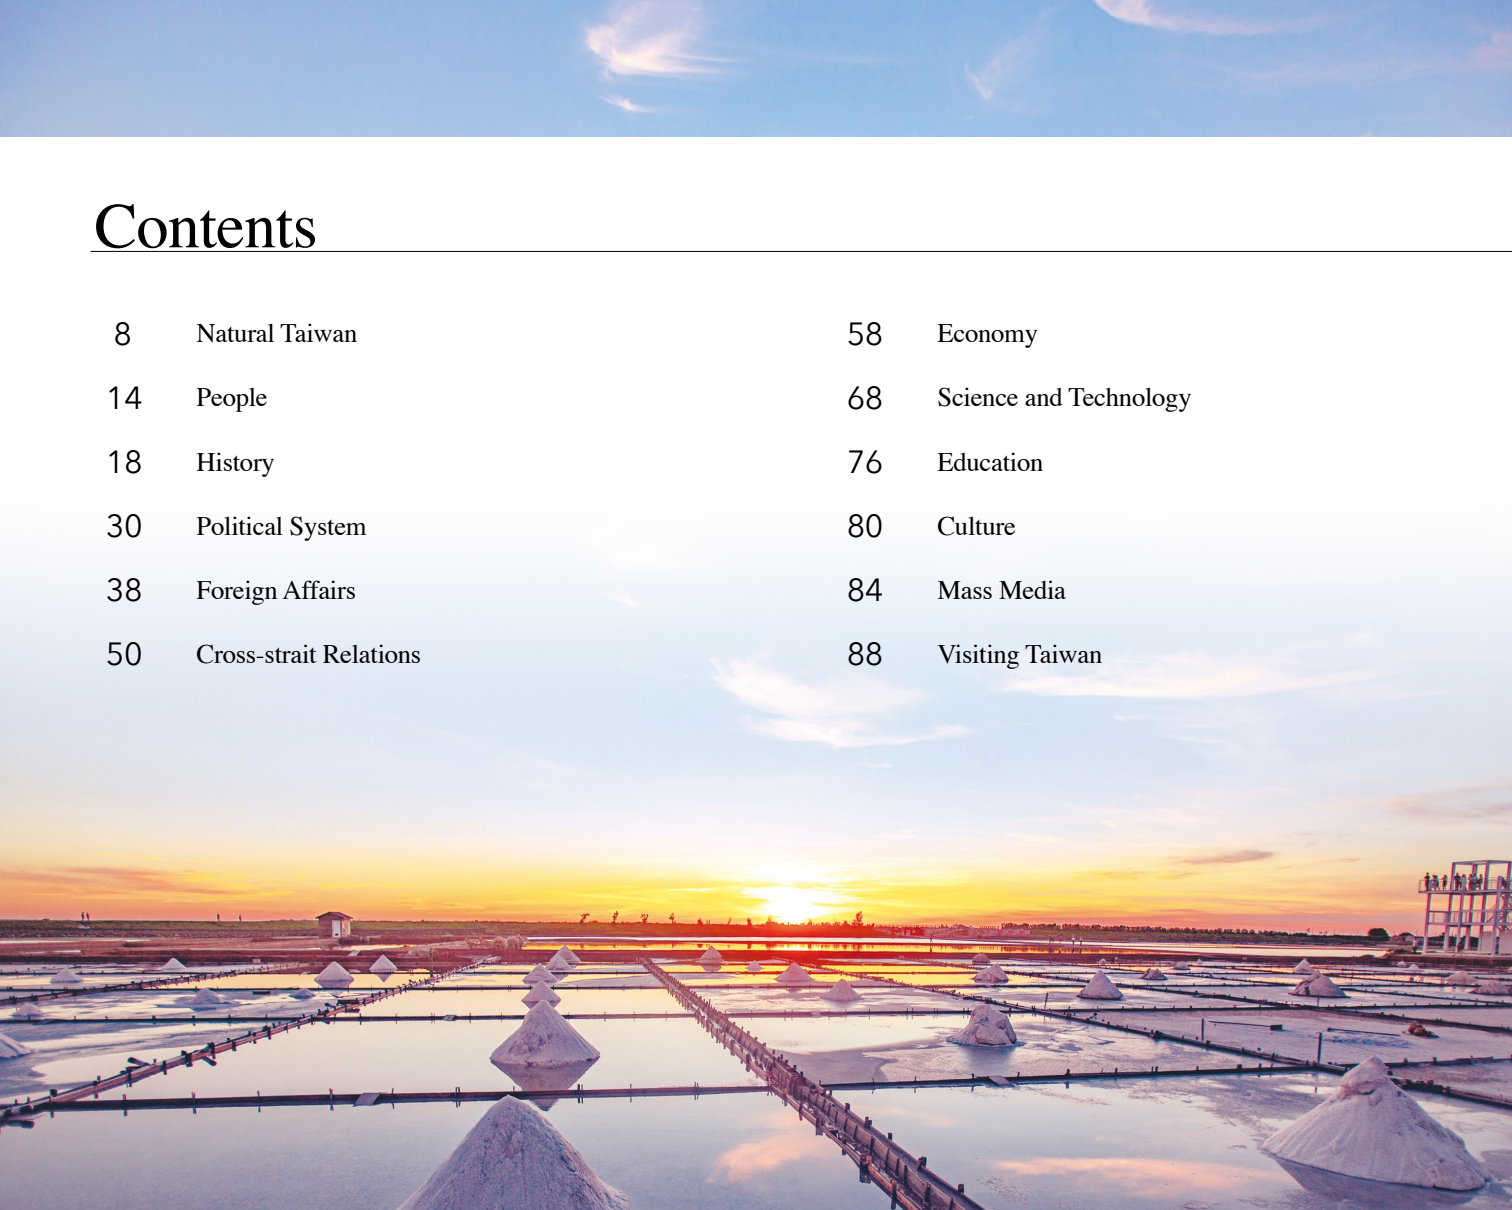 Contents
8 Natural Taiwan
14 People
18 History
30 Political System
38 Foreign Affairs
50 Cross-strait Relations
58 Economy
68 Science and Technology
76 Education
80 Culture
84 Mass Media
88 Visiting Taiwan